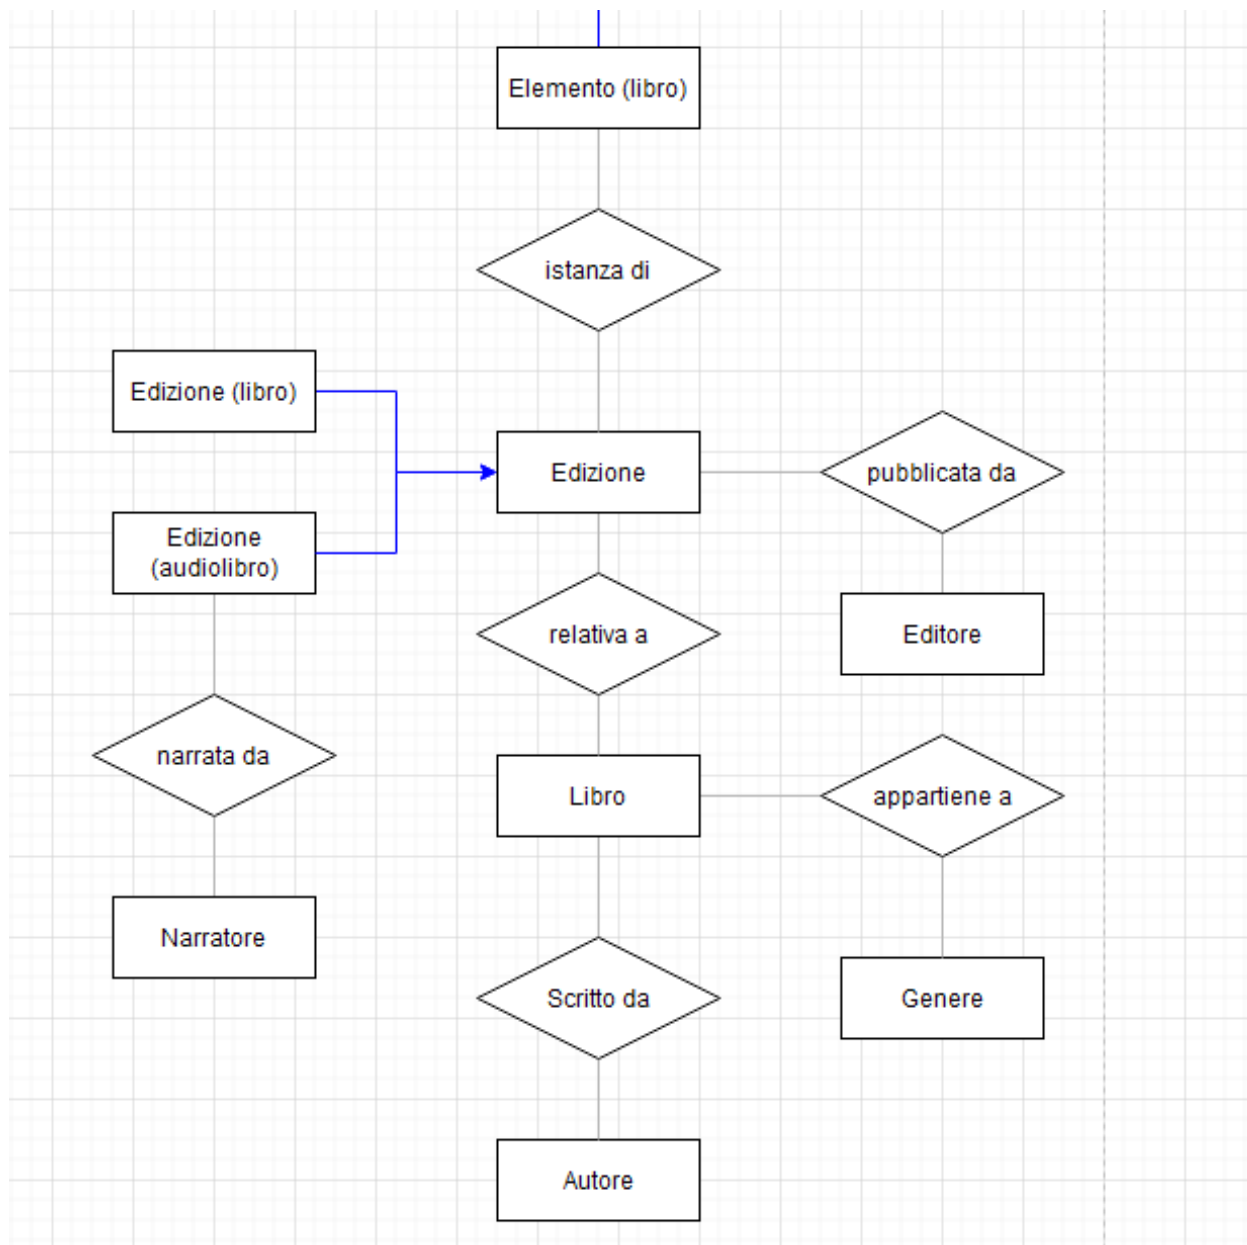 Elemento (libro)
istanza di
Edizione (libro)
Edizione
pubblicata da
Edizione
(audiolibro)
relativa a
Editore
narrata da
Libro
appartiene a
Narratore
Scritto da
Genere
Autore